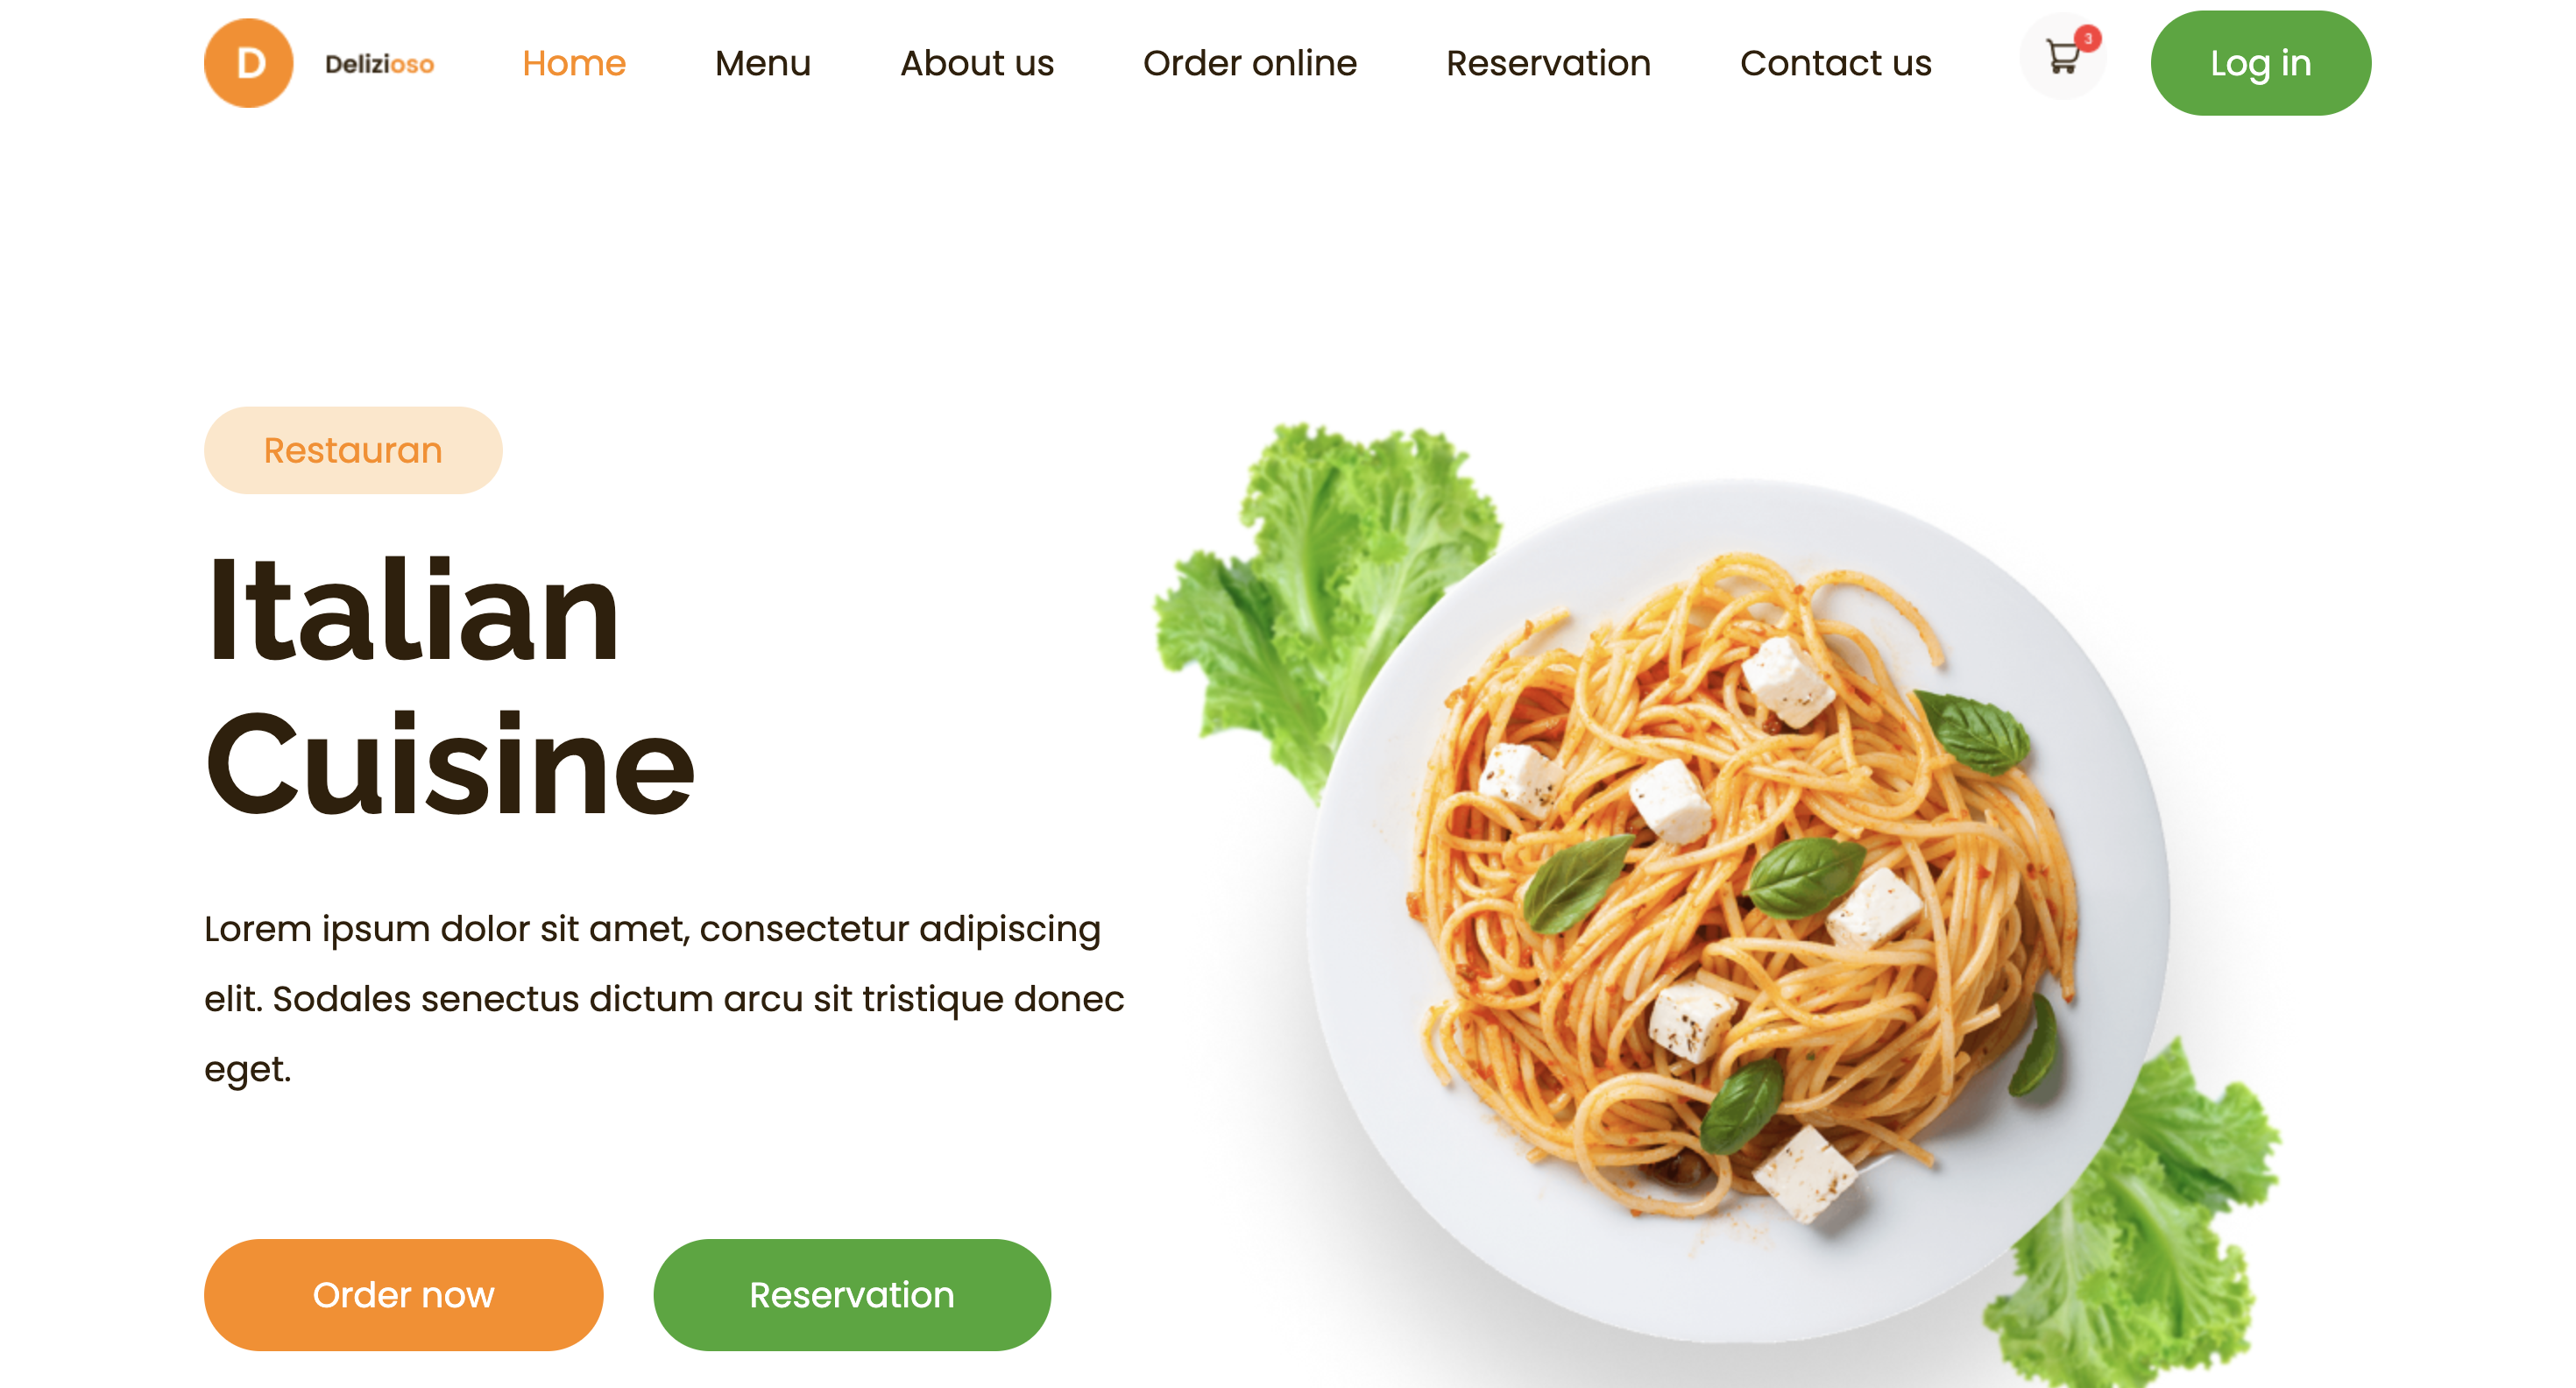 D Delizioso Home Menu About us Order online Reservation Contact us 3 Log in
Restauran
Italian
Cuisine
Lorem ipsum dolor sit amet, consectetur adipiscing
elit. Sodales senectus dictum arcu sit tristique donec
eget.
Order now Reservation